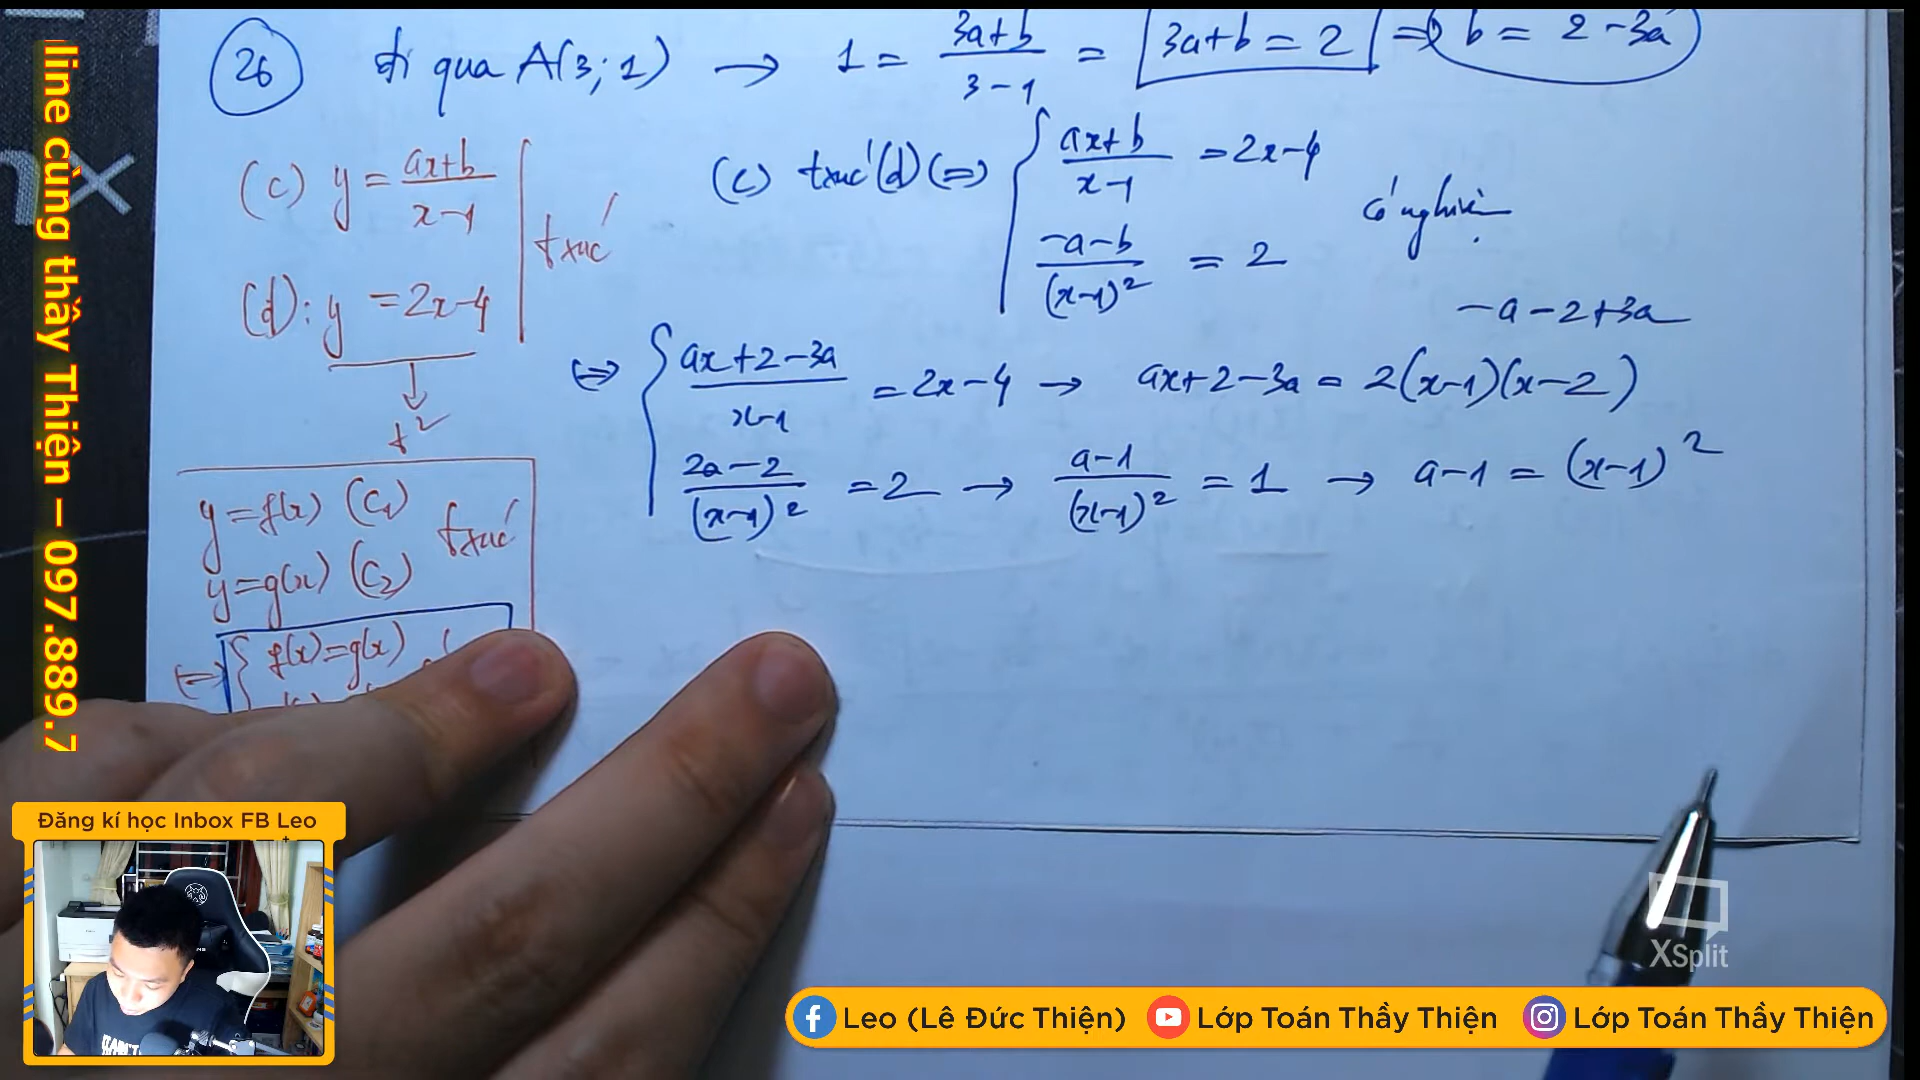 26 đi qua A(3; 1) → 1 = (3a+b)/(3-1) = 3a+b = 2 ⇒ b = 2-3a
(C) y = (ax+b)/(x-1)
(d): y = 2x-4
t xúc
t²
(C) t xúc (d) ⇔ { (ax+b)/(x-1) = 2x-4
(-a-b)/(x-1)² = 2
có nghiệm
-a-2+3a
⇔ { (ax+2-3a)/(x-1) = 2x-4 → ax+2-3a = 2(x-1)(x-2)
(2a-2)/(x-1)² = 2 → (a-1)/(x-1)² = 1 → a-1 = (x-1)²
y = f(x) (C₁)
y = g(x) (C₂)
t xúc
⇔ { f(x) = g(x)
line cùng thầy Thiện – 097.889.7
nx
Đăng kí học Inbox FB Leo
XSplit
Leo (Lê Đức Thiện) Lớp Toán Thầy Thiện Lớp Toán Thầy Thiện